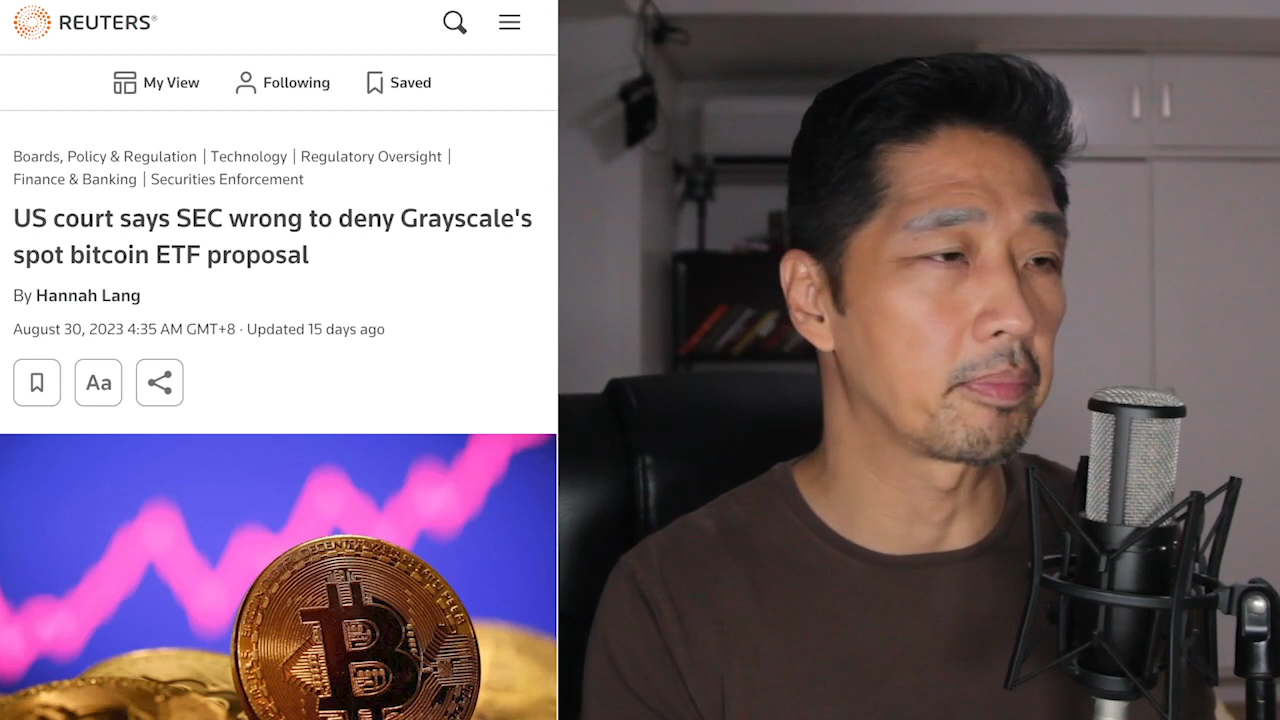 REUTERS®
My View
Following
Saved
Boards, Policy & Regulation | Technology | Regulatory Oversight |
Finance & Banking | Securities Enforcement
US court says SEC wrong to deny Grayscale's
spot bitcoin ETF proposal
By Hannah Lang
August 30, 2023 4:35 AM GMT+8 · Updated 15 days ago
Aa